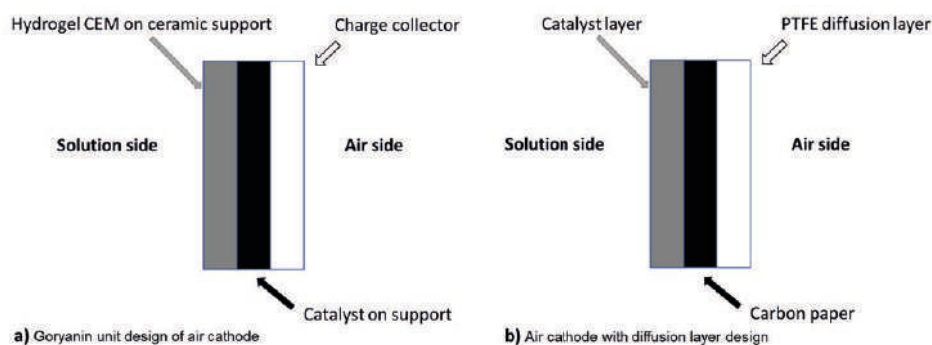 Hydrogel CEM on ceramic support
Charge collector
Solution side
Air side
Catalyst on support
a) Goryanin unit design of air cathode
Catalyst layer
PTFE diffusion layer
Solution side
Air side
Carbon paper
b) Air cathode with diffusion layer design